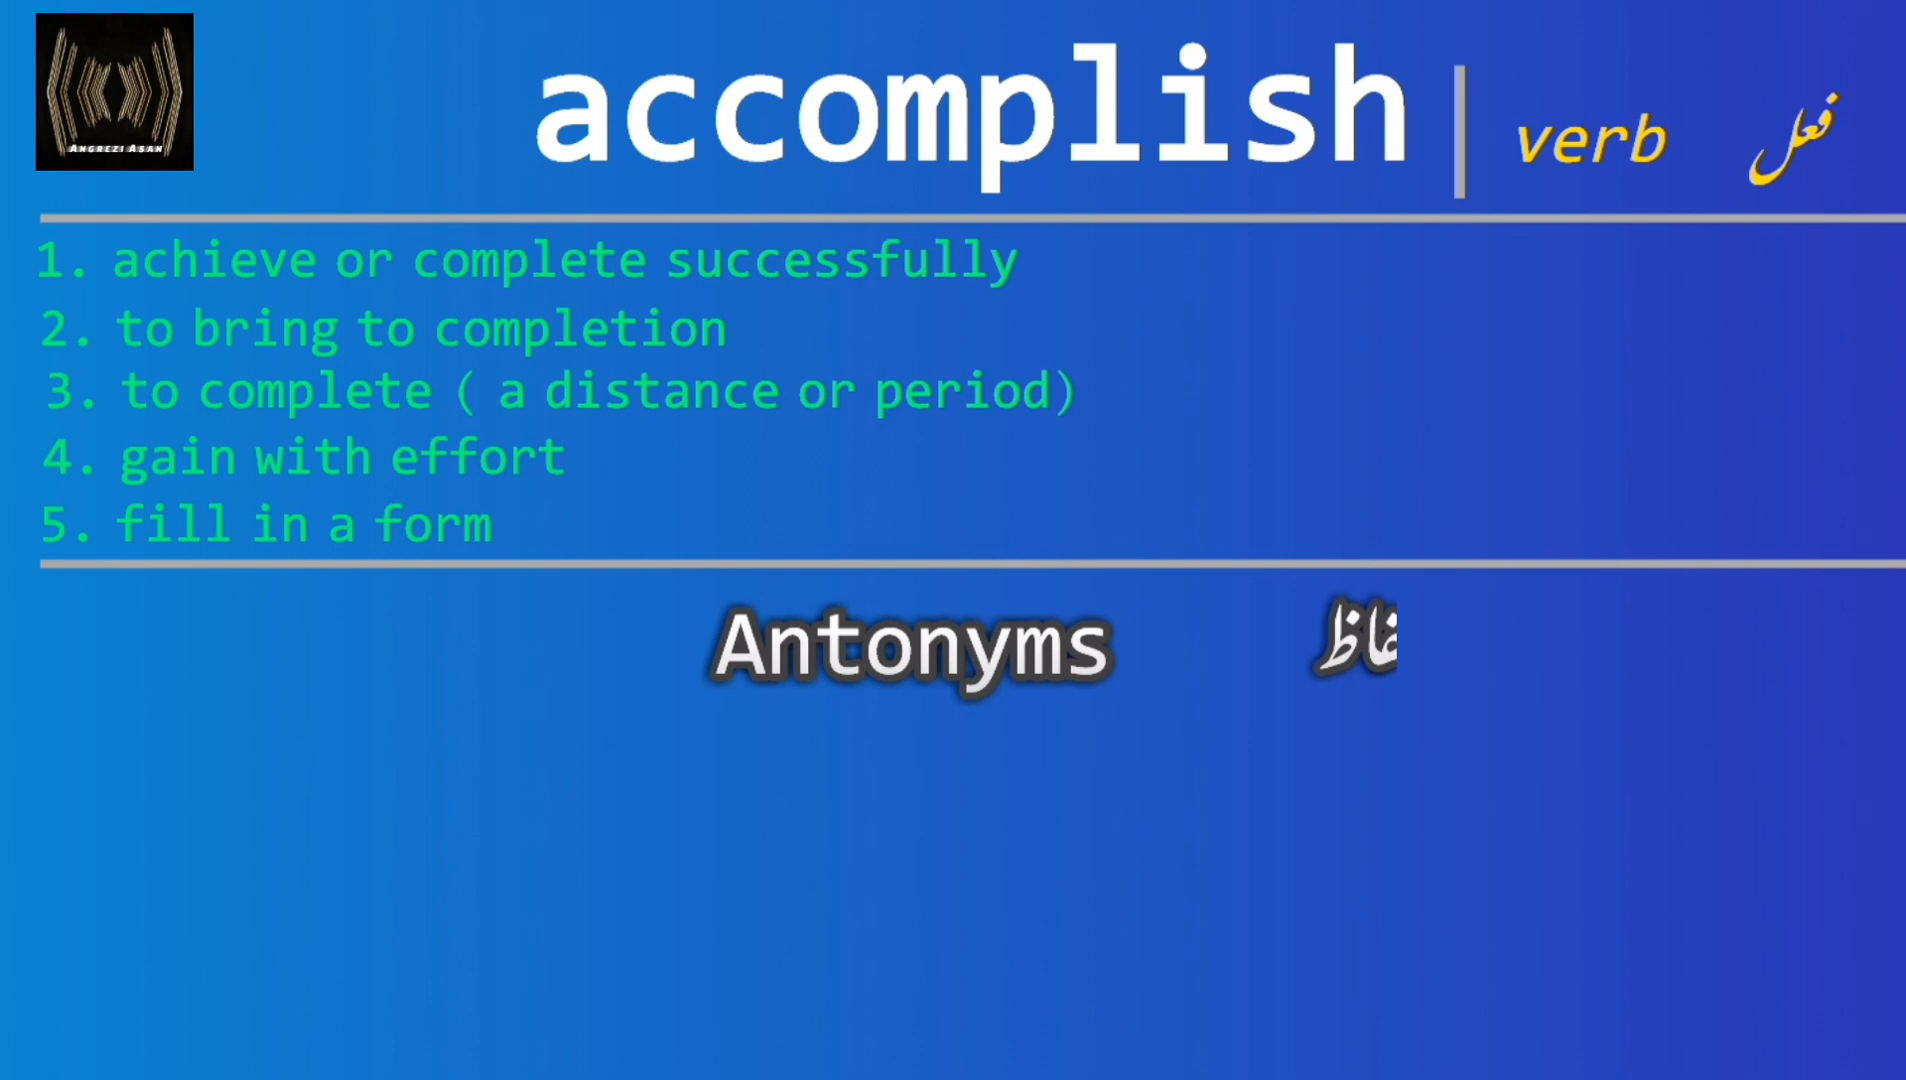 ANGREZI ASAN
accomplish
verb فعل
1. achieve or complete successfully
2. to bring to completion
3. to complete ( a distance or period)
4. gain with effort
5. fill in a form
Antonyms